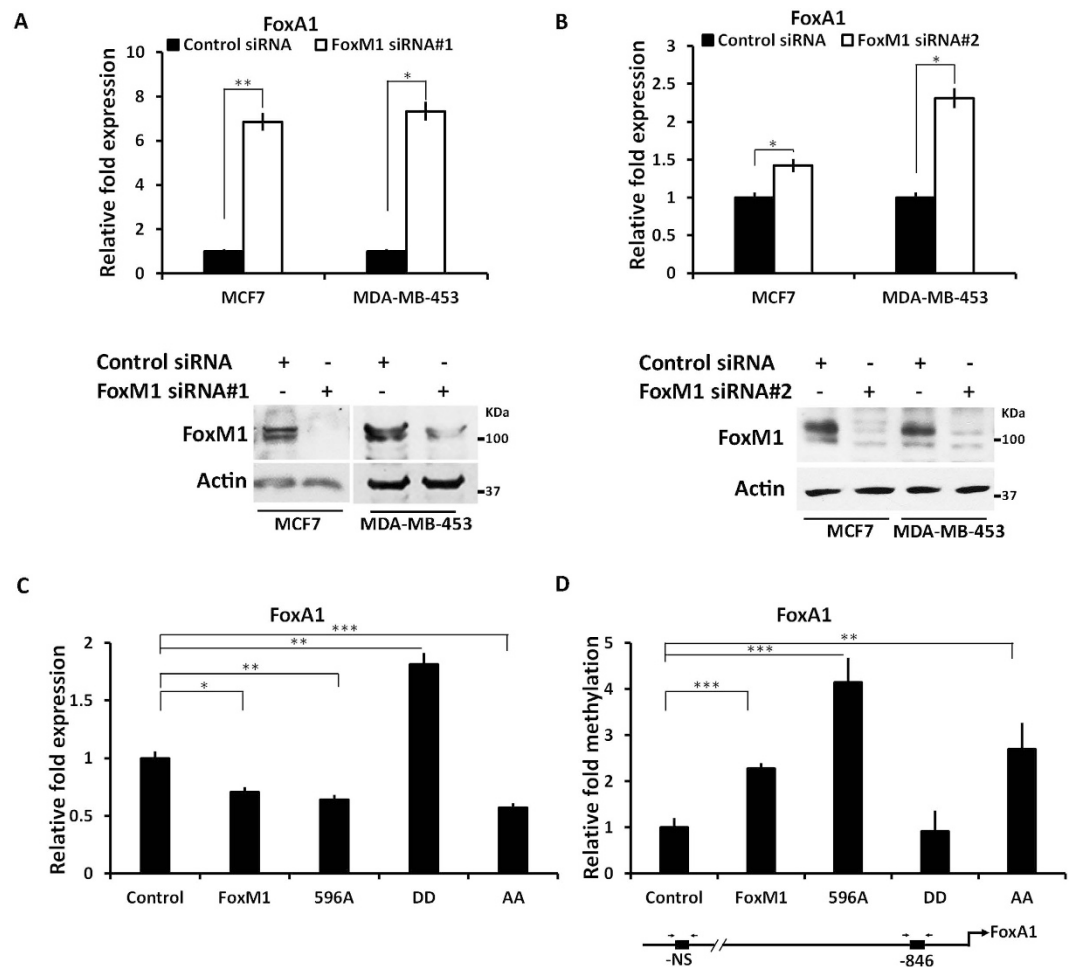 A
FoxA1
Control siRNA FoxM1 siRNA#1
Relative fold expression
10
8
6
4
2
0
**
*
MCF7 MDA-MB-453
Control siRNA + - + -
FoxM1 siRNA#1 - + - +
KDa
FoxM1
100
Actin
37
MCF7 MDA-MB-453
B
FoxA1
Control siRNA FoxM1 siRNA#2
Relative fold expression
3
2.5
2
1.5
1
0.5
0
*
*
MCF7 MDA-MB-453
Control siRNA + - + -
FoxM1 siRNA#2 - + - +
KDa
FoxM1
100
Actin
37
MCF7 MDA-MB-453
C
FoxA1
Relative fold expression
2
1.5
1
0.5
0
***
**
**
*
Control FoxM1 596A DD AA
D
FoxA1
Relative fold methylation
5
4
3
2
1
0
**
***
***
Control FoxM1 596A DD AA
FoxA1
-NS -846